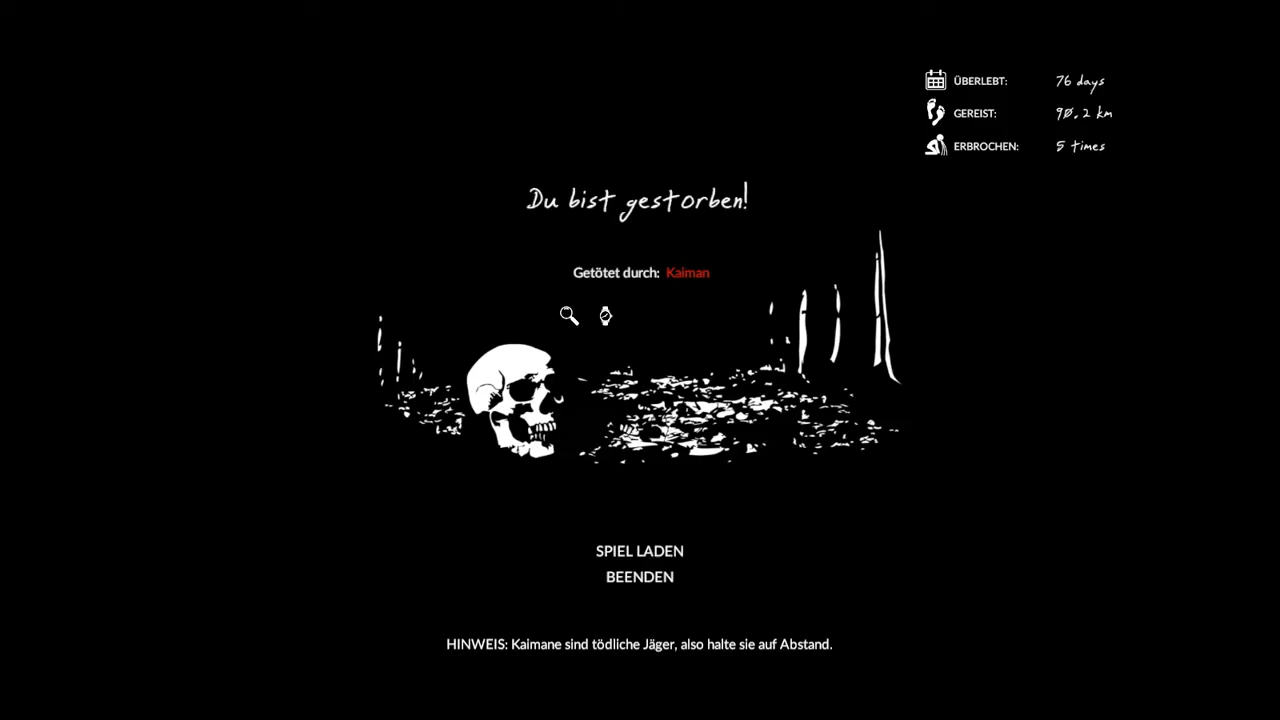 ÜBERLEBT: 76 days
GEREIST: 90.2 km
ERBROCHEN: 5 times
Du bist gestorben!
Getötet durch: Kaiman
SPIEL LADEN
BEENDEN
HINWEIS: Kaimane sind tödliche Jäger, also halte sie auf Abstand.